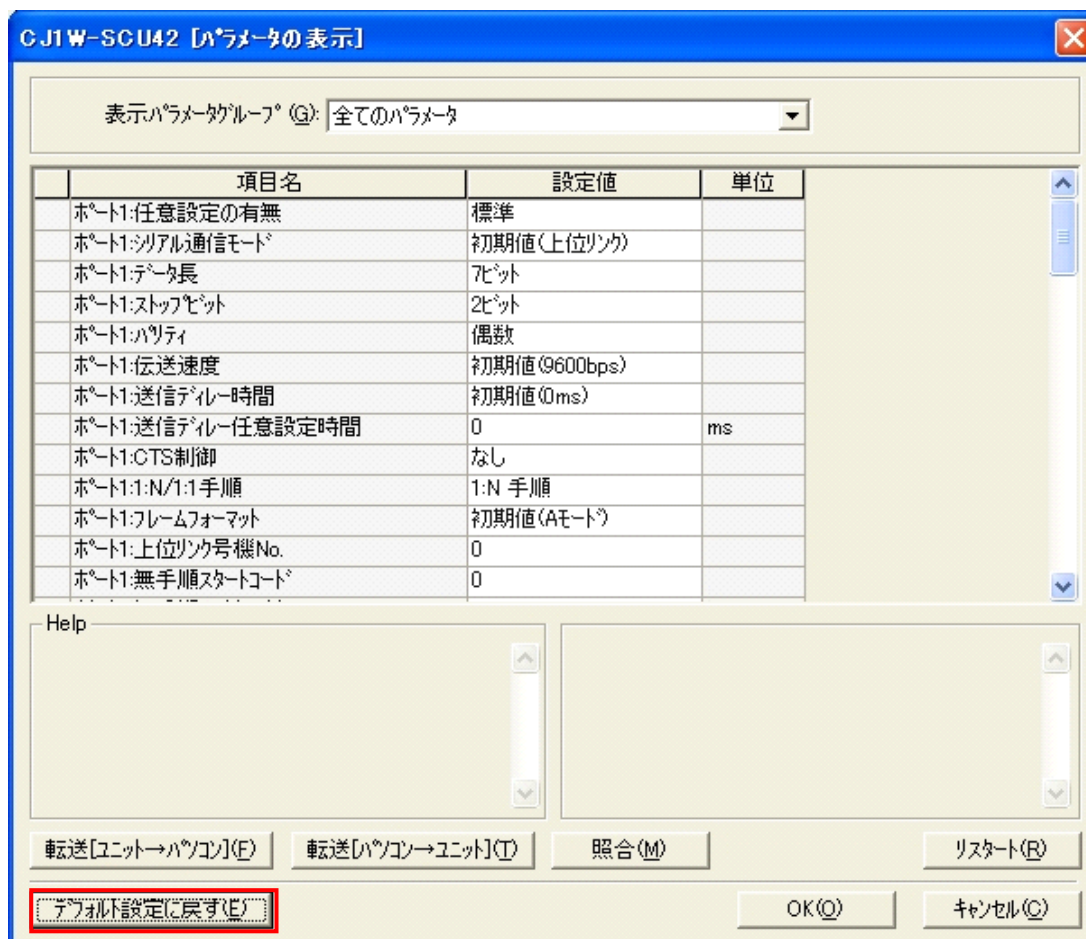 CJ1W-SCU42 [ﾊﾟﾗﾒｰﾀの表示]
表示ﾊﾟﾗﾒｰﾀｸﾞﾙｰﾌﾟ(G): 全てのﾊﾟﾗﾒｰﾀ
項目名 設定値 単位
ﾎﾟｰﾄ1:任意設定の有無 標準
ﾎﾟｰﾄ1:ｼﾘｱﾙ通信ﾓｰﾄﾞ 初期値(上位ﾘﾝｸ)
ﾎﾟｰﾄ1:ﾃﾞｰﾀ長 7ﾋﾞｯﾄ
ﾎﾟｰﾄ1:ｽﾄｯﾌﾟﾋﾞｯﾄ 2ﾋﾞｯﾄ
ﾎﾟｰﾄ1:ﾊﾟﾘﾃｨ 偶数
ﾎﾟｰﾄ1:伝送速度 初期値(9600bps)
ﾎﾟｰﾄ1:送信ﾃﾞｨﾚｰ時間 初期値(0ms)
ﾎﾟｰﾄ1:送信ﾃﾞｨﾚｰ任意設定時間 0 ms
ﾎﾟｰﾄ1:CTS制御 なし
ﾎﾟｰﾄ1:1:N/1:1手順 1:N 手順
ﾎﾟｰﾄ1:ﾌﾚｰﾑﾌｫｰﾏｯﾄ 初期値(Aﾓｰﾄﾞ)
ﾎﾟｰﾄ1:上位ﾘﾝｸ号機No. 0
ﾎﾟｰﾄ1:無手順ｽﾀｰﾄｺｰﾄﾞ 0
Help
転送[ﾕﾆｯﾄ→ﾊﾟｿｺﾝ](F) 転送[ﾊﾟｿｺﾝ→ﾕﾆｯﾄ](T) 照合(M) ﾘｽﾀｰﾄ(R)
ﾃﾞﾌｫﾙﾄ設定に戻す(E) OK(O) ｷｬﾝｾﾙ(C)